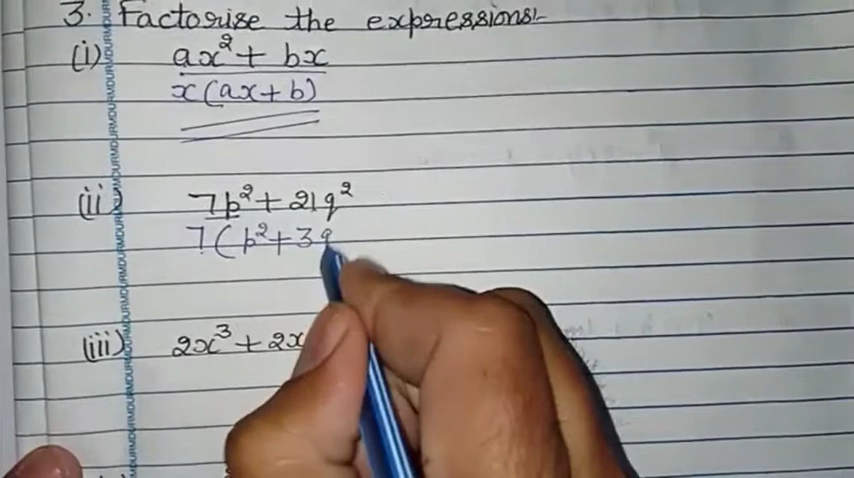 3. Factorise the expressions:-
(i) ax² + bx
x(ax+b)
(ii) 7p² + 21q²
7(p²+3q
(iii) 2x³ + 2x